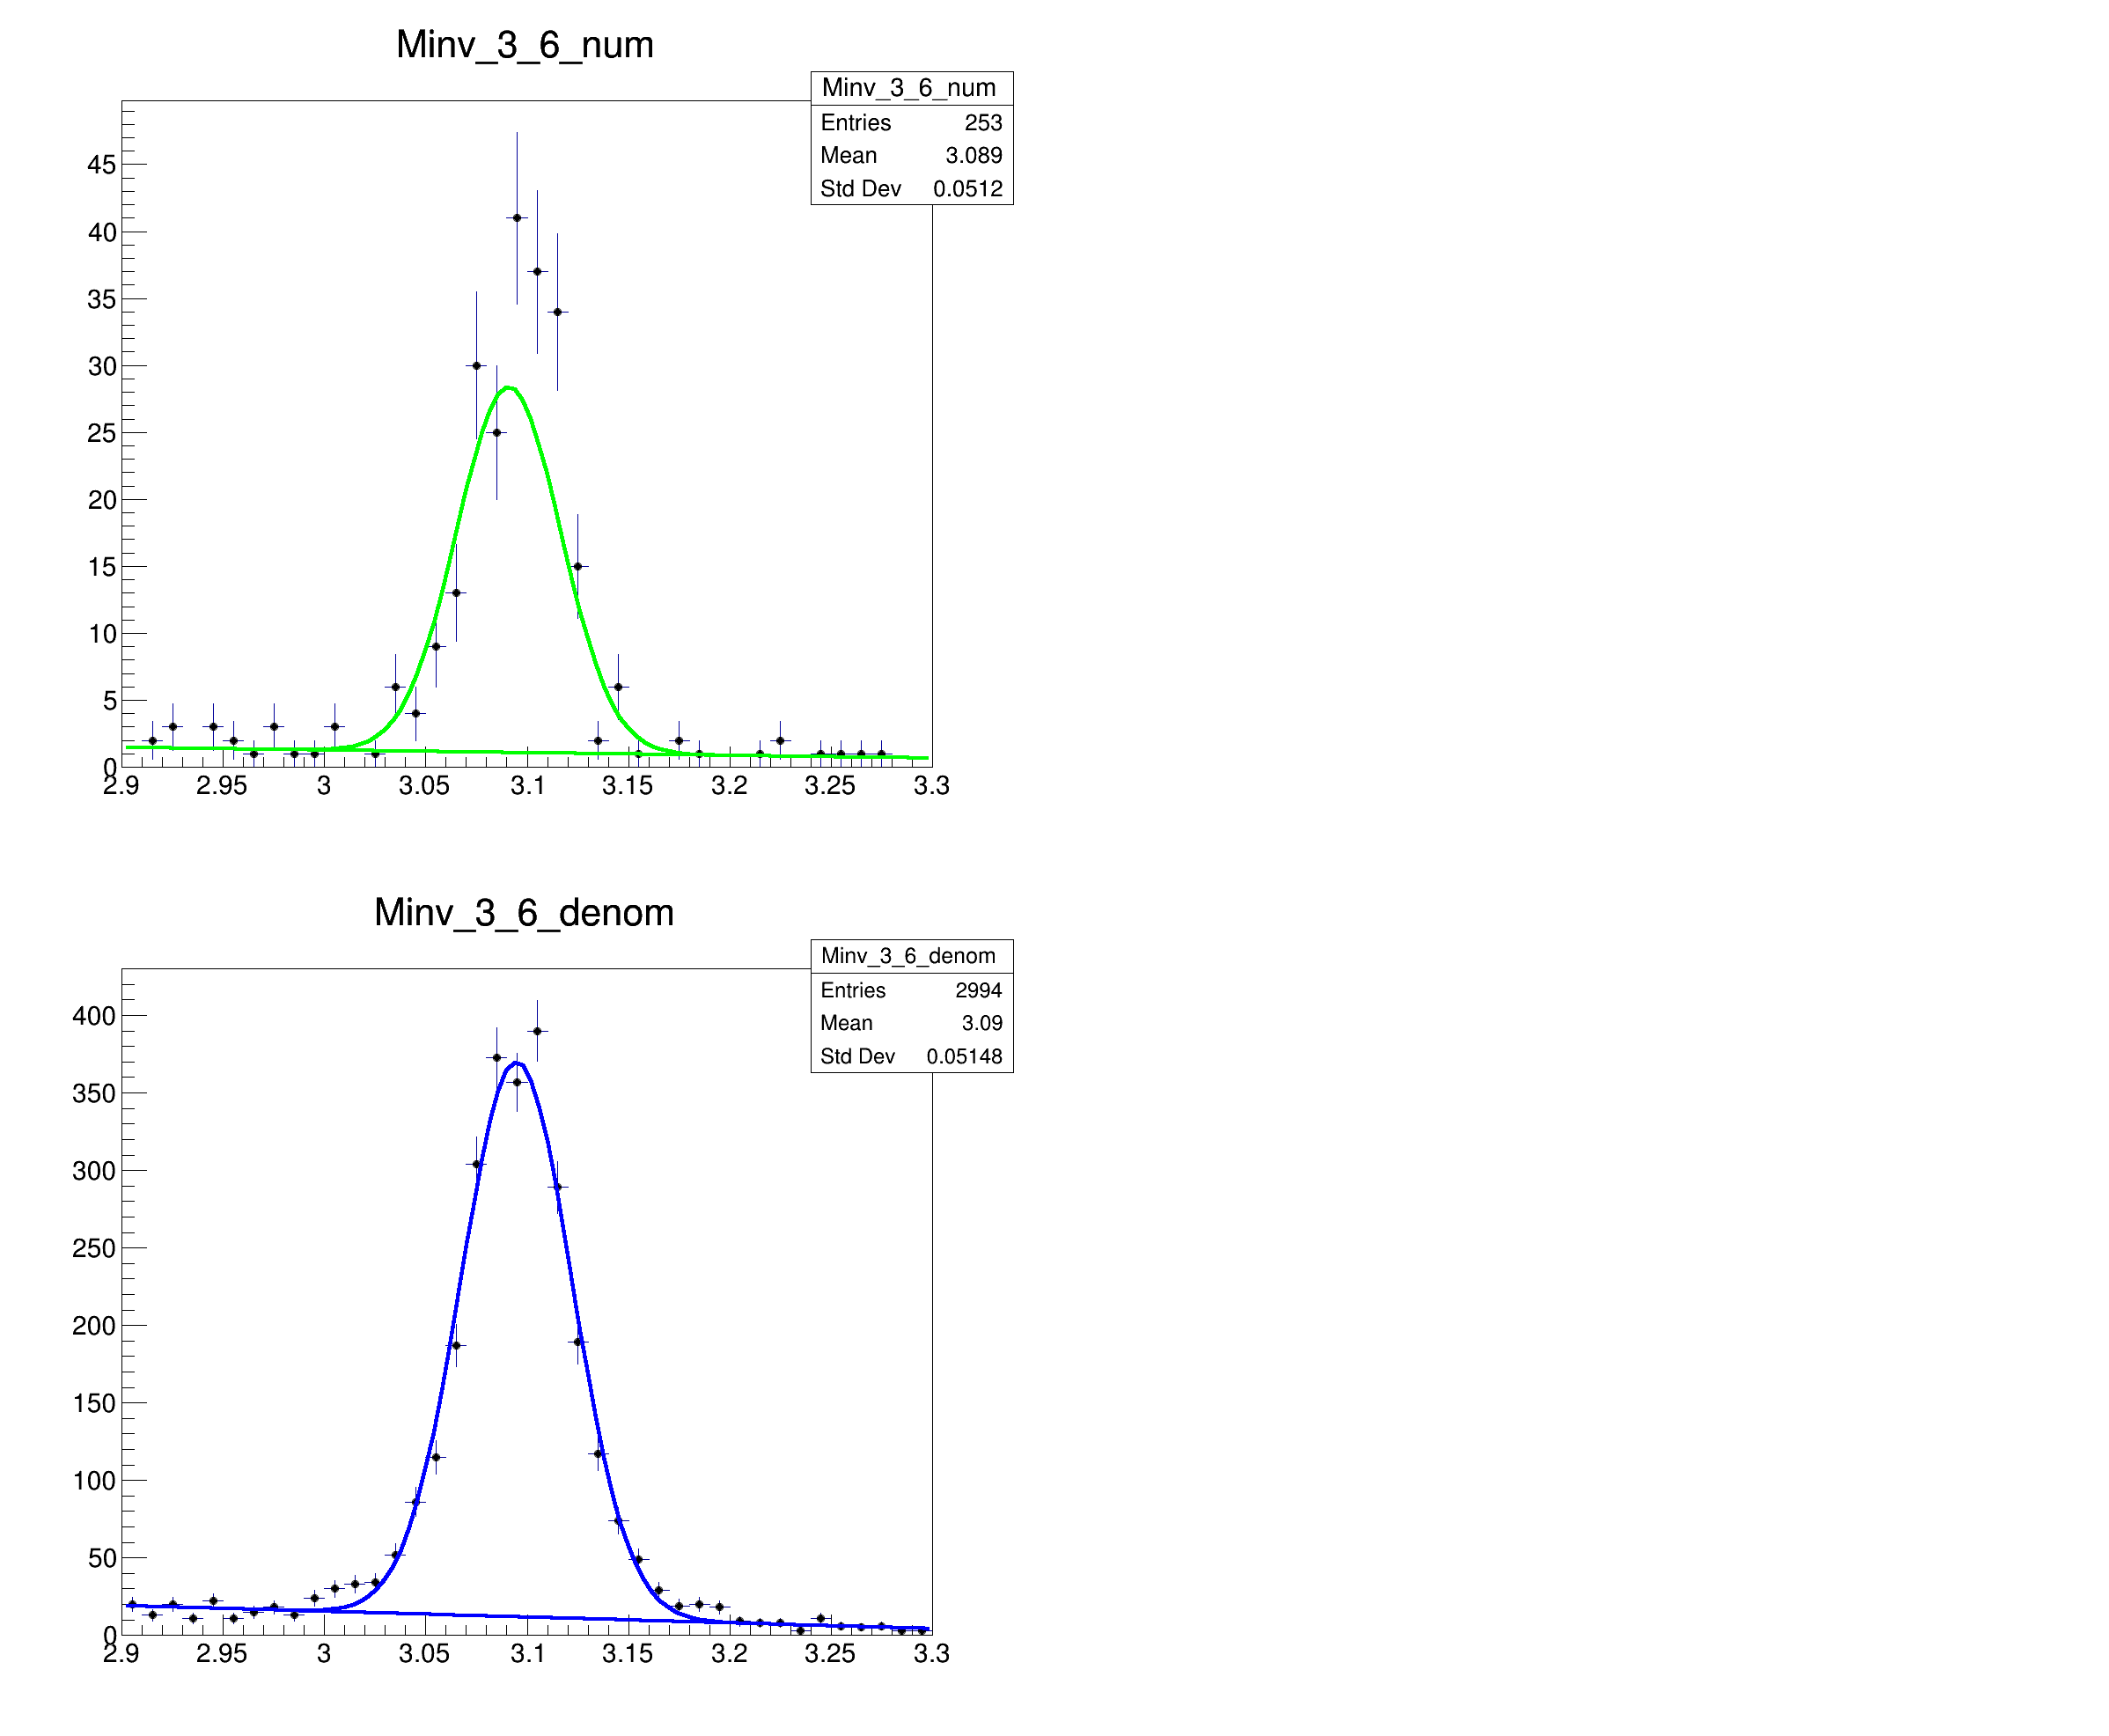 Minv_3_6_num
Minv_3_6_num
Entries 253
Mean 3.089
Std Dev 0.0512
45
40
35
30
25
20
15
10
5
0
2.9 2.95 3 3.05 3.1 3.15 3.2 3.25 3.3
Minv_3_6_denom
Minv_3_6_denom
Entries 2994
Mean 3.09
Std Dev 0.05148
400
350
300
250
200
150
100
50
0
2.9 2.95 3 3.05 3.1 3.15 3.2 3.25 3.3